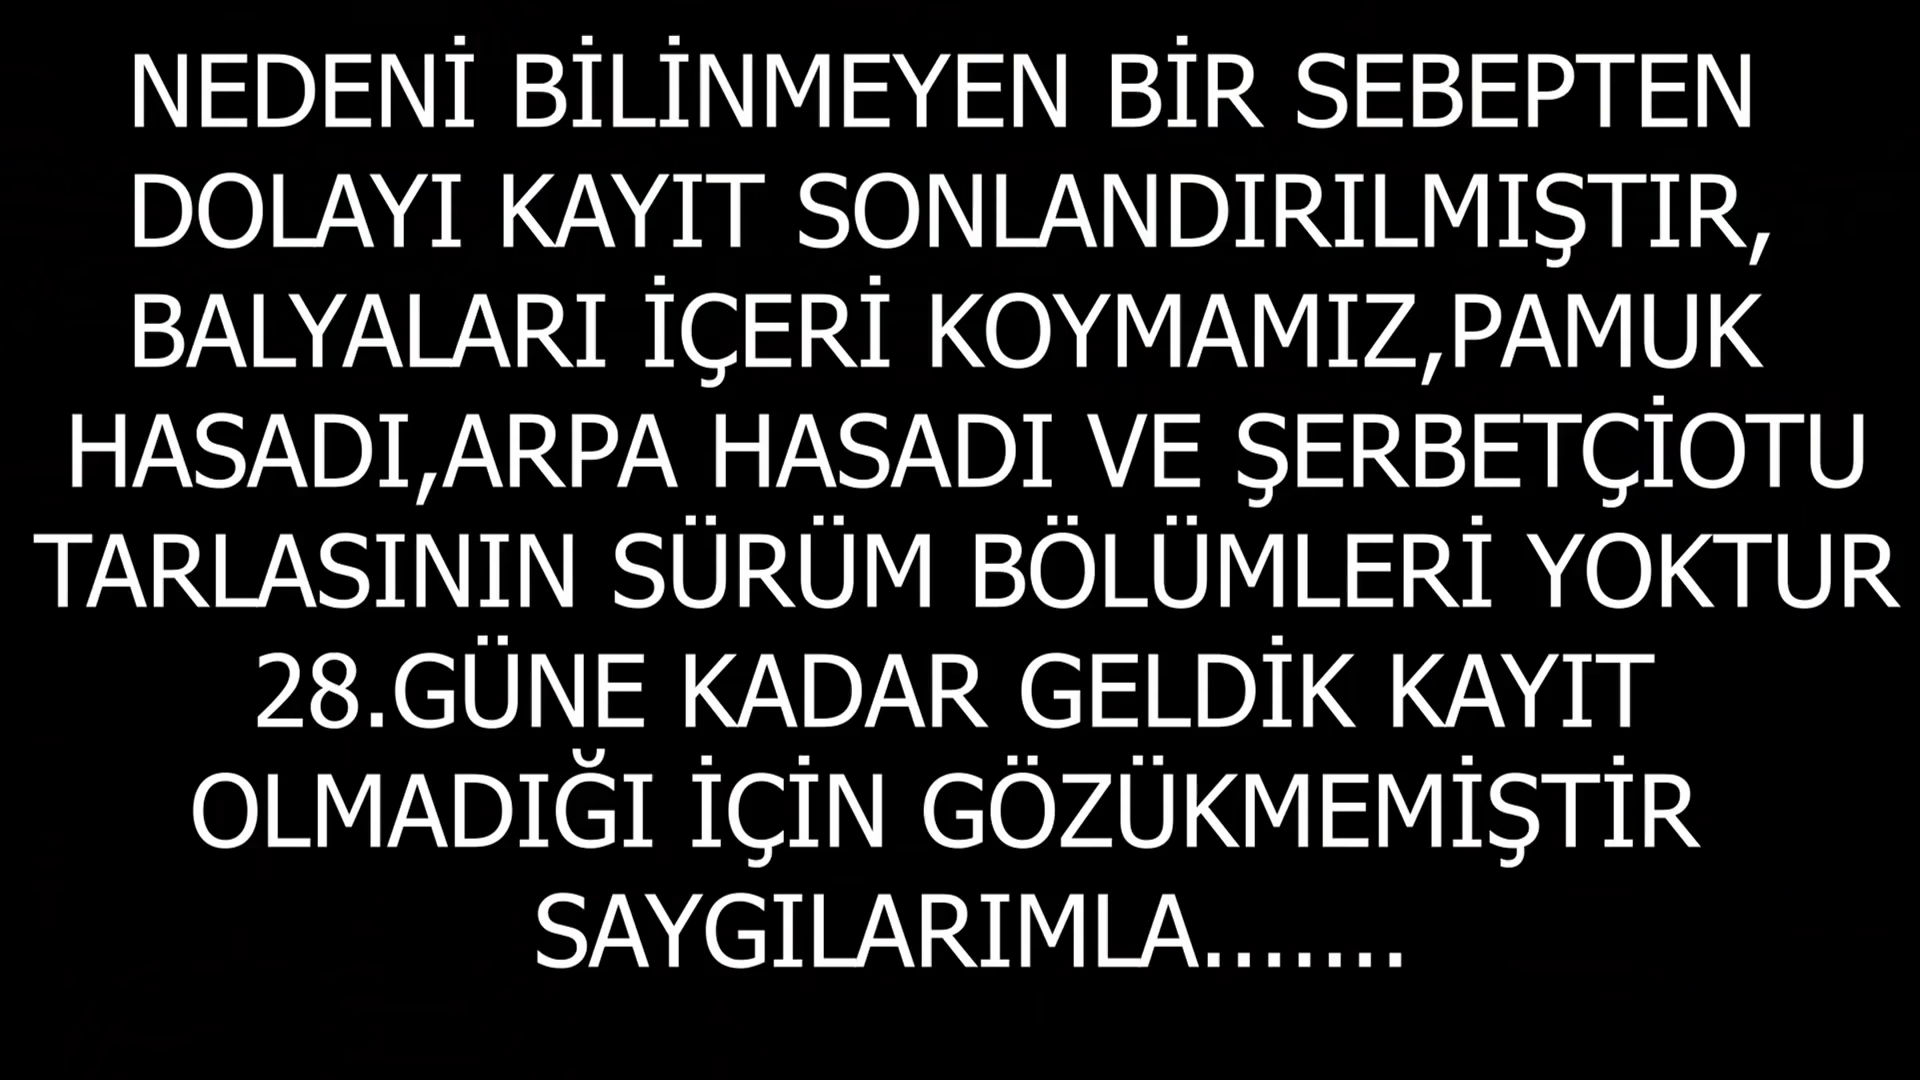 NEDENİ BİLİNMEYEN BİR SEBEPTEN
DOLAYI KAYIT SONLANDIRILMIŞTIR,
BALYALARI İÇERİ KOYMAMIZ,PAMUK
HASADI,ARPA HASADI VE ŞERBETÇİOTU
TARLASININ SÜRÜM BÖLÜMLERİ YOKTUR
28.GÜNE KADAR GELDİK KAYIT
OLMADIĞI İÇİN GÖZÜKMEMİŞTİR
SAYGILARIMLA.......